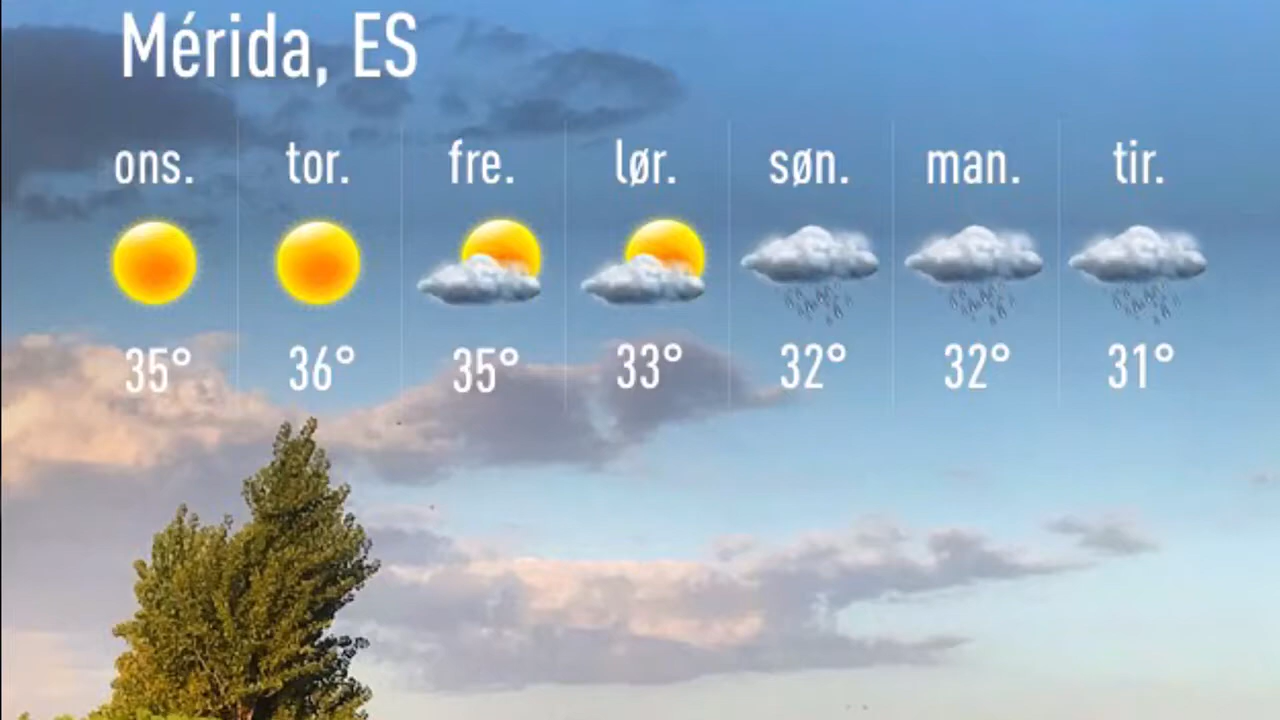 Mérida, ES
ons. tor. fre. lør. søn. man. tir.
35° 36° 35° 33° 32° 32° 31°